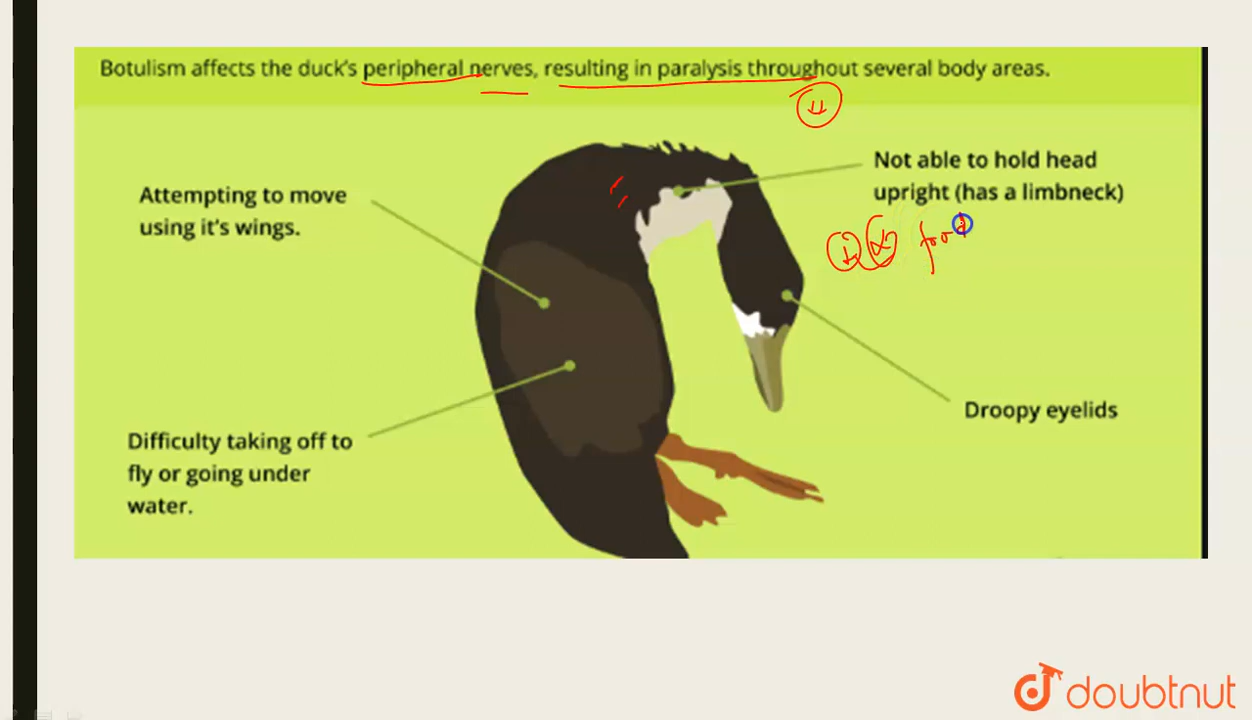 Botulism affects the duck's peripheral nerves, resulting in paralysis throughout several body areas.
Not able to hold head
upright (has a limbneck)
Attempting to move
using it's wings.
food
Droopy eyelids
Difficulty taking off to
fly or going under
water.
doubtnut